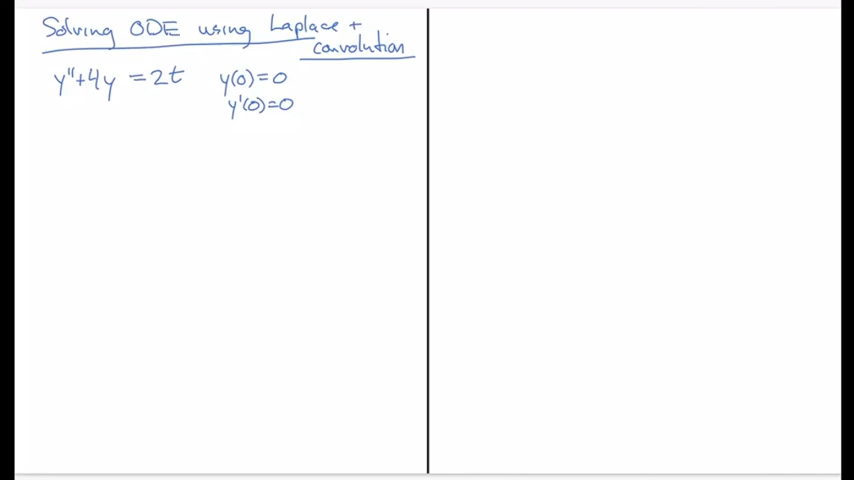 Solving ODE using Laplace +
convolution
y''+4y = 2t y(0)=0
y'(0)=0